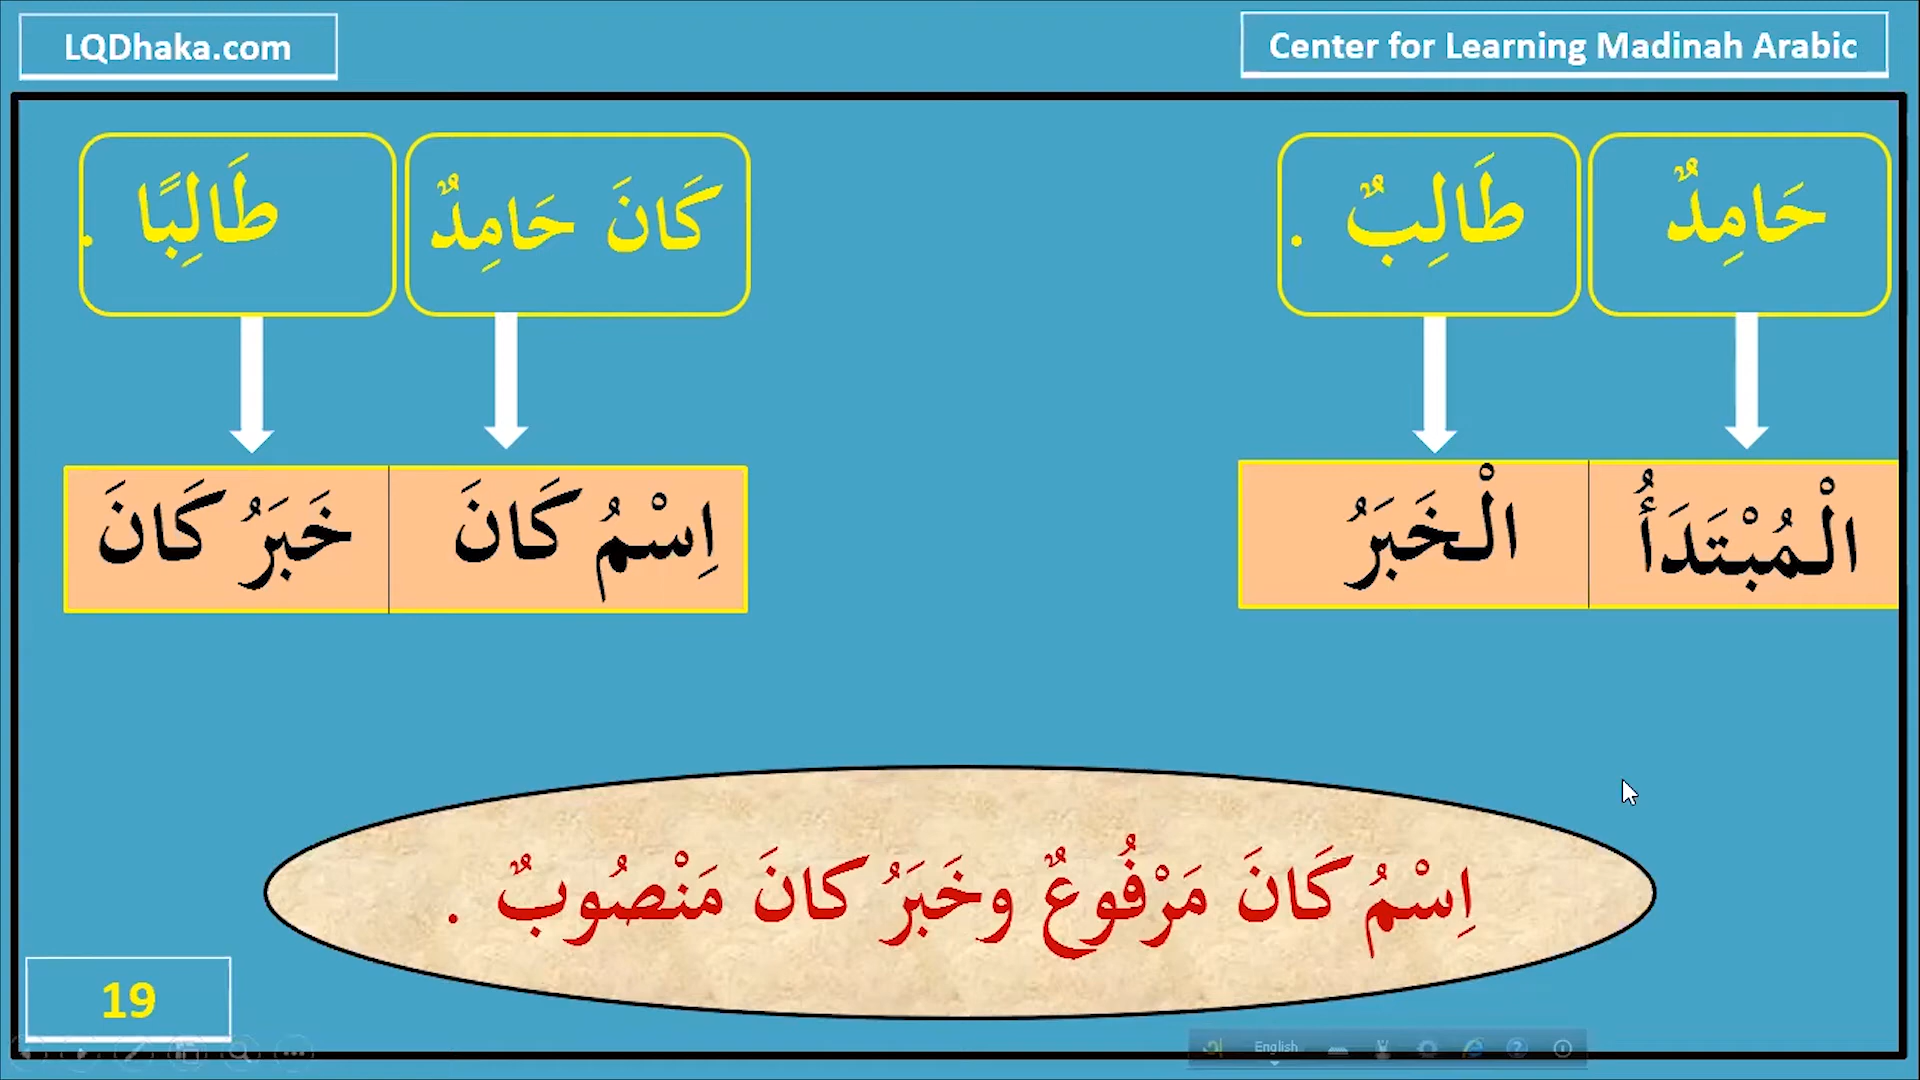 LQDhaka.com
Center for Learning Madinah Arabic
حَامِدٌ طَالِبٌ .
كَانَ حَامِدٌ طَالِبًا .
الْمُبْتَدَأُ الْخَبَرُ
اِسْمُ كَانَ خَبَرُ كَانَ
اِسْمُ كَانَ مَرْفُوعٌ وخَبَرُ كانَ مَنْصُوبٌ .
19
English